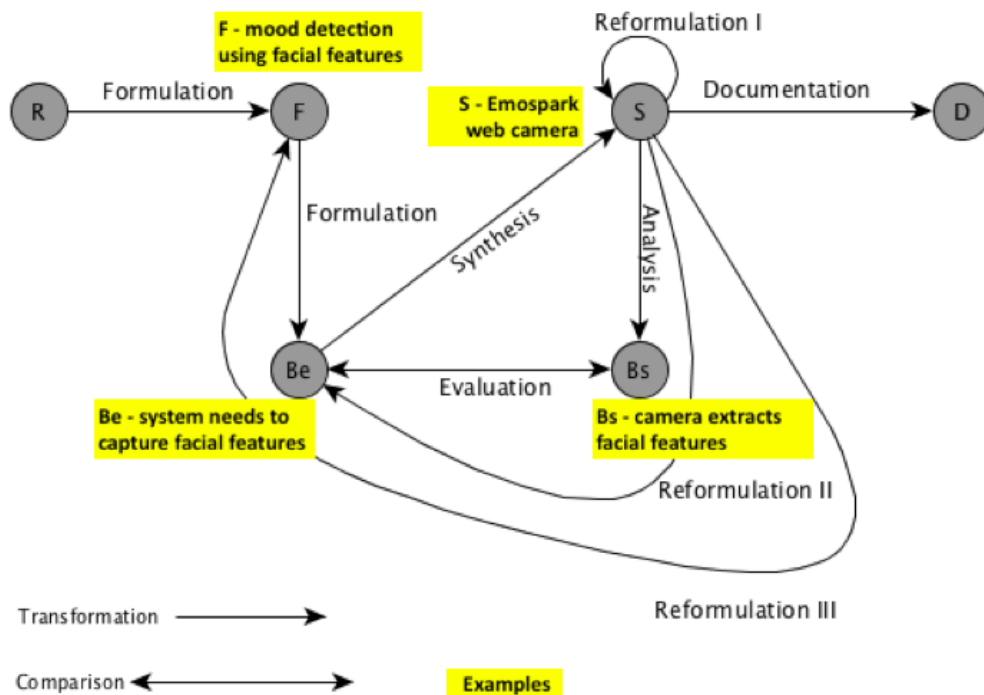 Reformulation I
F - mood detection
using facial features
Formulation
R
F
S - Emospark
web camera
S
Documentation
D
Formulation
Synthesis
Analysis
Be
Evaluation
Bs
Be - system needs to
capture facial features
Bs - camera extracts
facial features
Reformulation II
Reformulation III
Transformation
Comparison
Examples